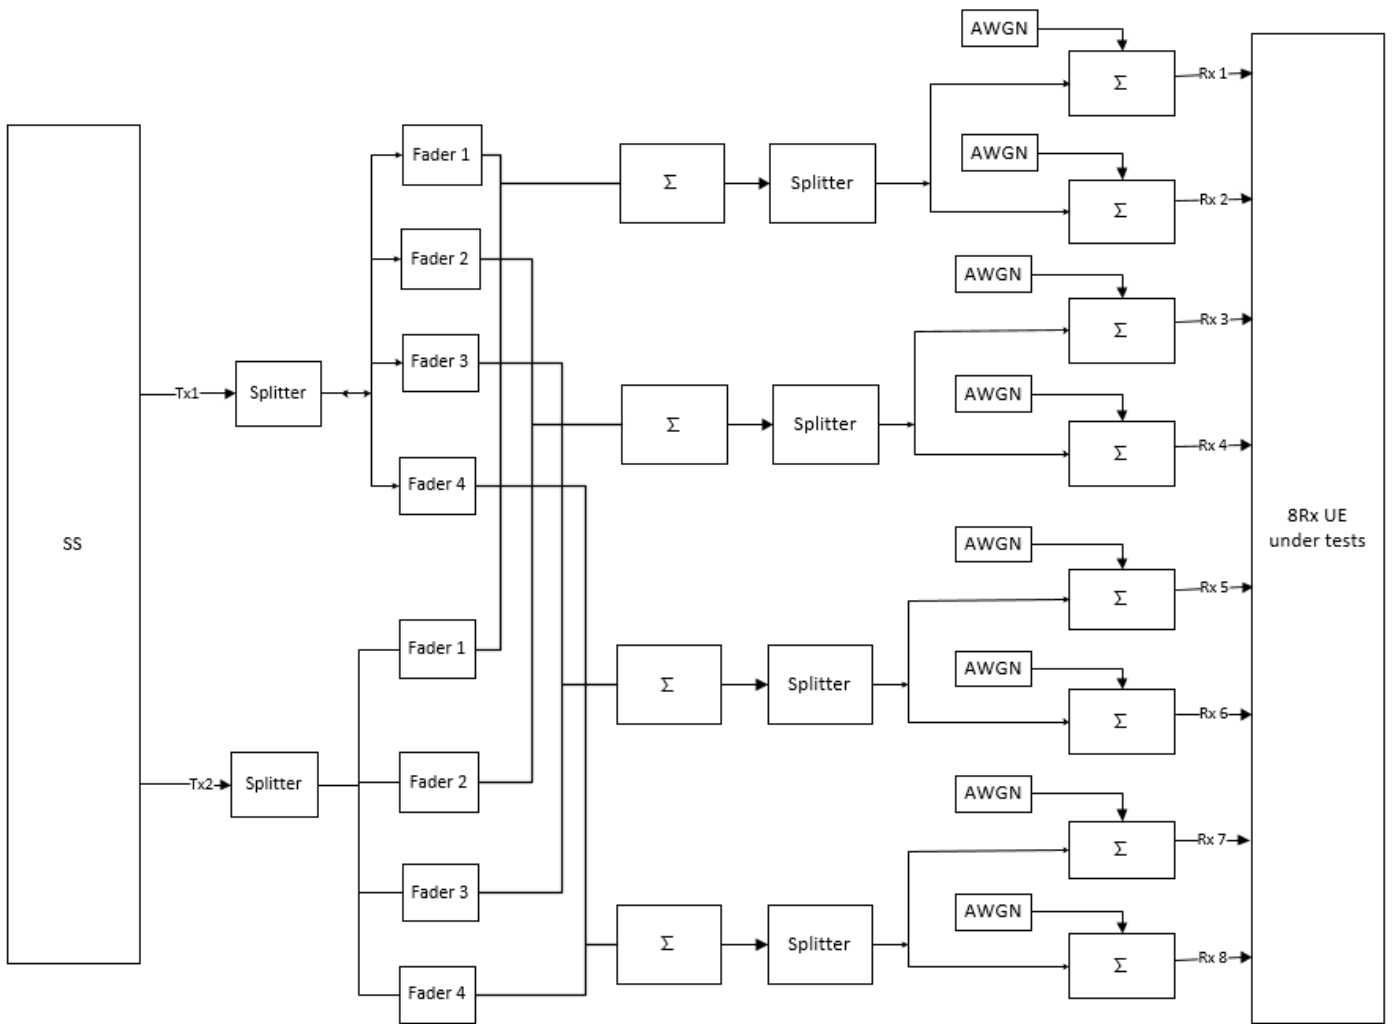 SS
Tx1
Splitter
Fader 1
Fader 2
Fader 3
Fader 4
Tx2
Splitter
Fader 1
Fader 2
Fader 3
Fader 4
Σ
Splitter
AWGN
Σ
Rx 1
AWGN
Σ
Rx 2
Σ
Splitter
AWGN
Σ
Rx 3
AWGN
Σ
Rx 4
Σ
Splitter
AWGN
Σ
Rx 5
AWGN
Σ
Rx 6
Σ
Splitter
AWGN
Σ
Rx 7
AWGN
Σ
Rx 8
8Rx UE
under tests